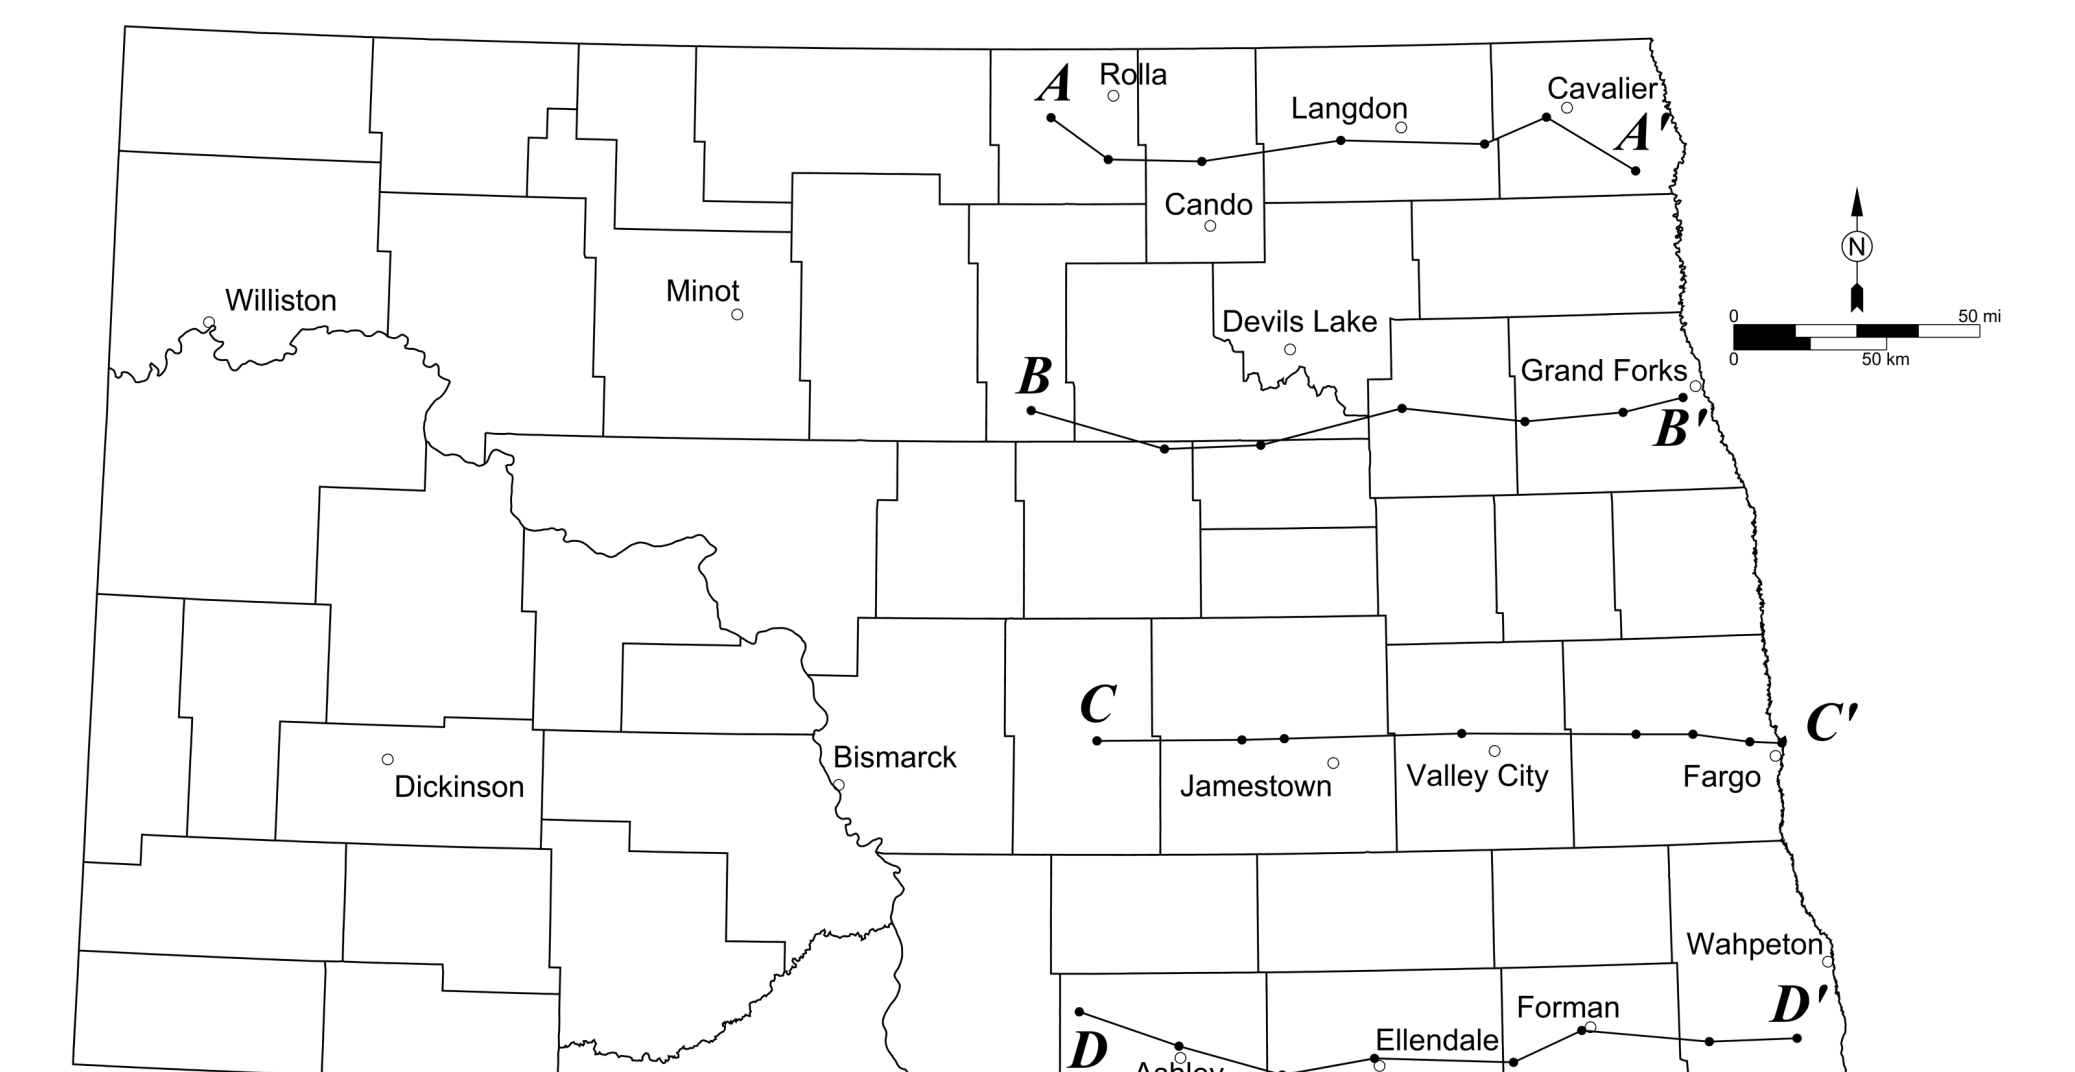 A
Rolla
Cavalier
Langdon
A'
Cando
N
Williston
Minot
0 50 mi
Devils Lake
0 50 km
B
Grand Forks
B'
C
C'
Bismarck
Dickinson
Jamestown
Valley City
Fargo
Wahpeton
D'
Forman
D
Ellendale
Ashley